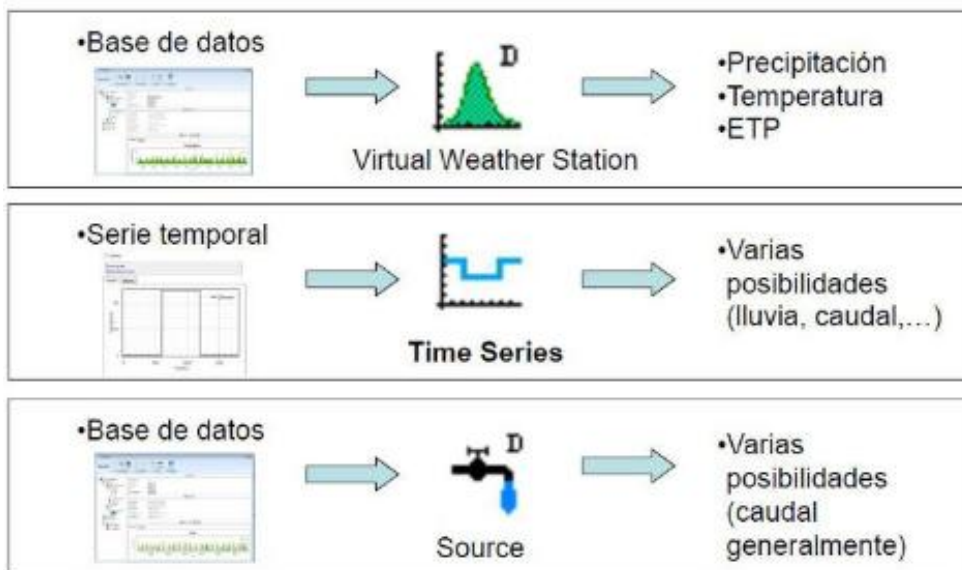 •Base de datos
D
Virtual Weather Station
•Precipitación
•Temperatura
•ETP
•Serie temporal
Time Series
•Varias
posibilidades
(lluvia, caudal,…)
•Base de datos
D
Source
•Varias
posibilidades
(caudal
generalmente)